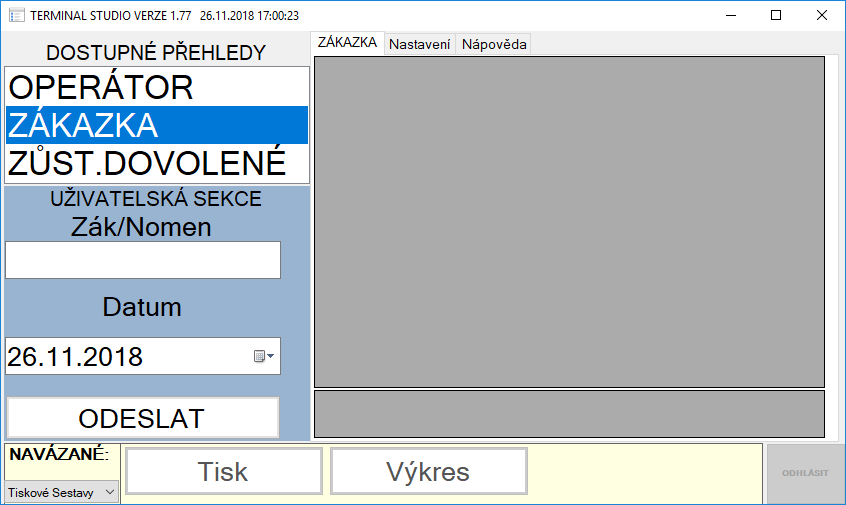 TERMINAL STUDIO VERZE 1.77 26.11.2018 17:00:23
DOSTUPNÉ PŘEHLEDY
OPERÁTOR
ZÁKAZKA
ZŮST.DOVOLENÉ
UŽIVATELSKÁ SEKCE
Zák/Nomen
Datum
26.11.2018
ODESLAT
ZÁKAZKA Nastavení Nápověda
NAVÁZANÉ:
Tiskové Sestavy
Tisk
Výkres
ODHLÁSIT